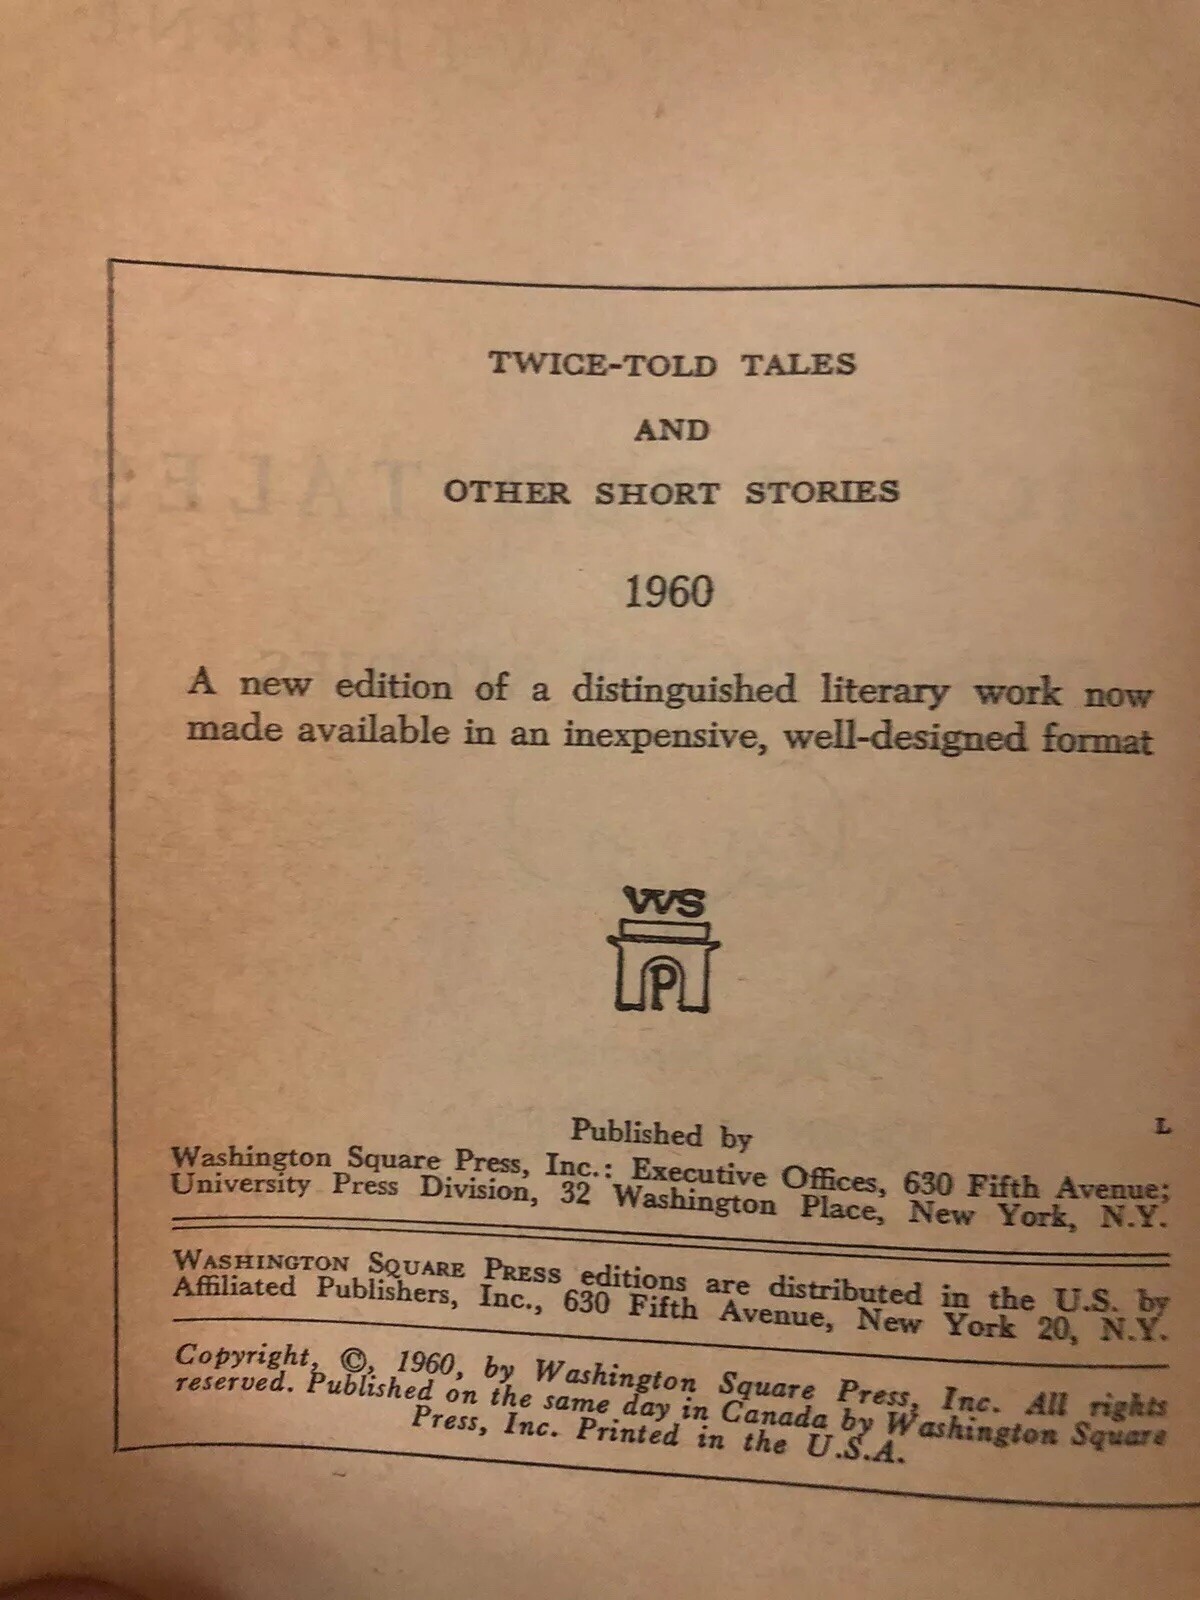 TWICE-TOLD TALES
AND
OTHER SHORT STORIES
1960
A new edition of a distinguished literary work now
made available in an inexpensive, well-designed format
WS
P
Published by
L
Washington Square Press, Inc.: Executive Offices, 630 Fifth Avenue;
University Press Division, 32 Washington Place, New York, N.Y.
WASHINGTON SQUARE PRESS editions are distributed in the U.S. by
Affiliated Publishers, Inc., 630 Fifth Avenue, New York 20, N.Y.
Copyright, ©, 1960, by Washington Square Press, Inc. All rights
reserved. Published on the same day in Canada by Washington Square
Press, Inc. Printed in the U.S.A.